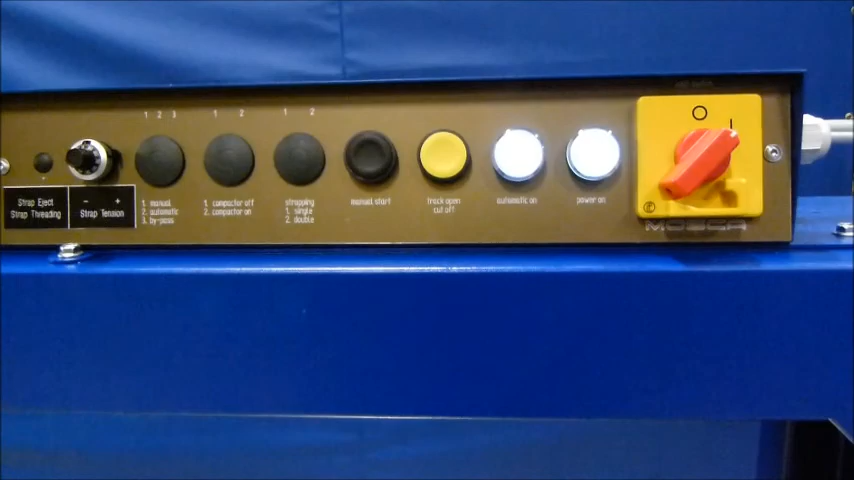 1 2 3
1 2
1 2
O
I
Strap Eject
Strap Threading
- +
Strap Tension
1. manual
2. automatic
3. by-pass
1. compactor off
2. compactor on
strapping
1. single
2. double
manual start
track open
cut off
automatic on
power on
MOSCA